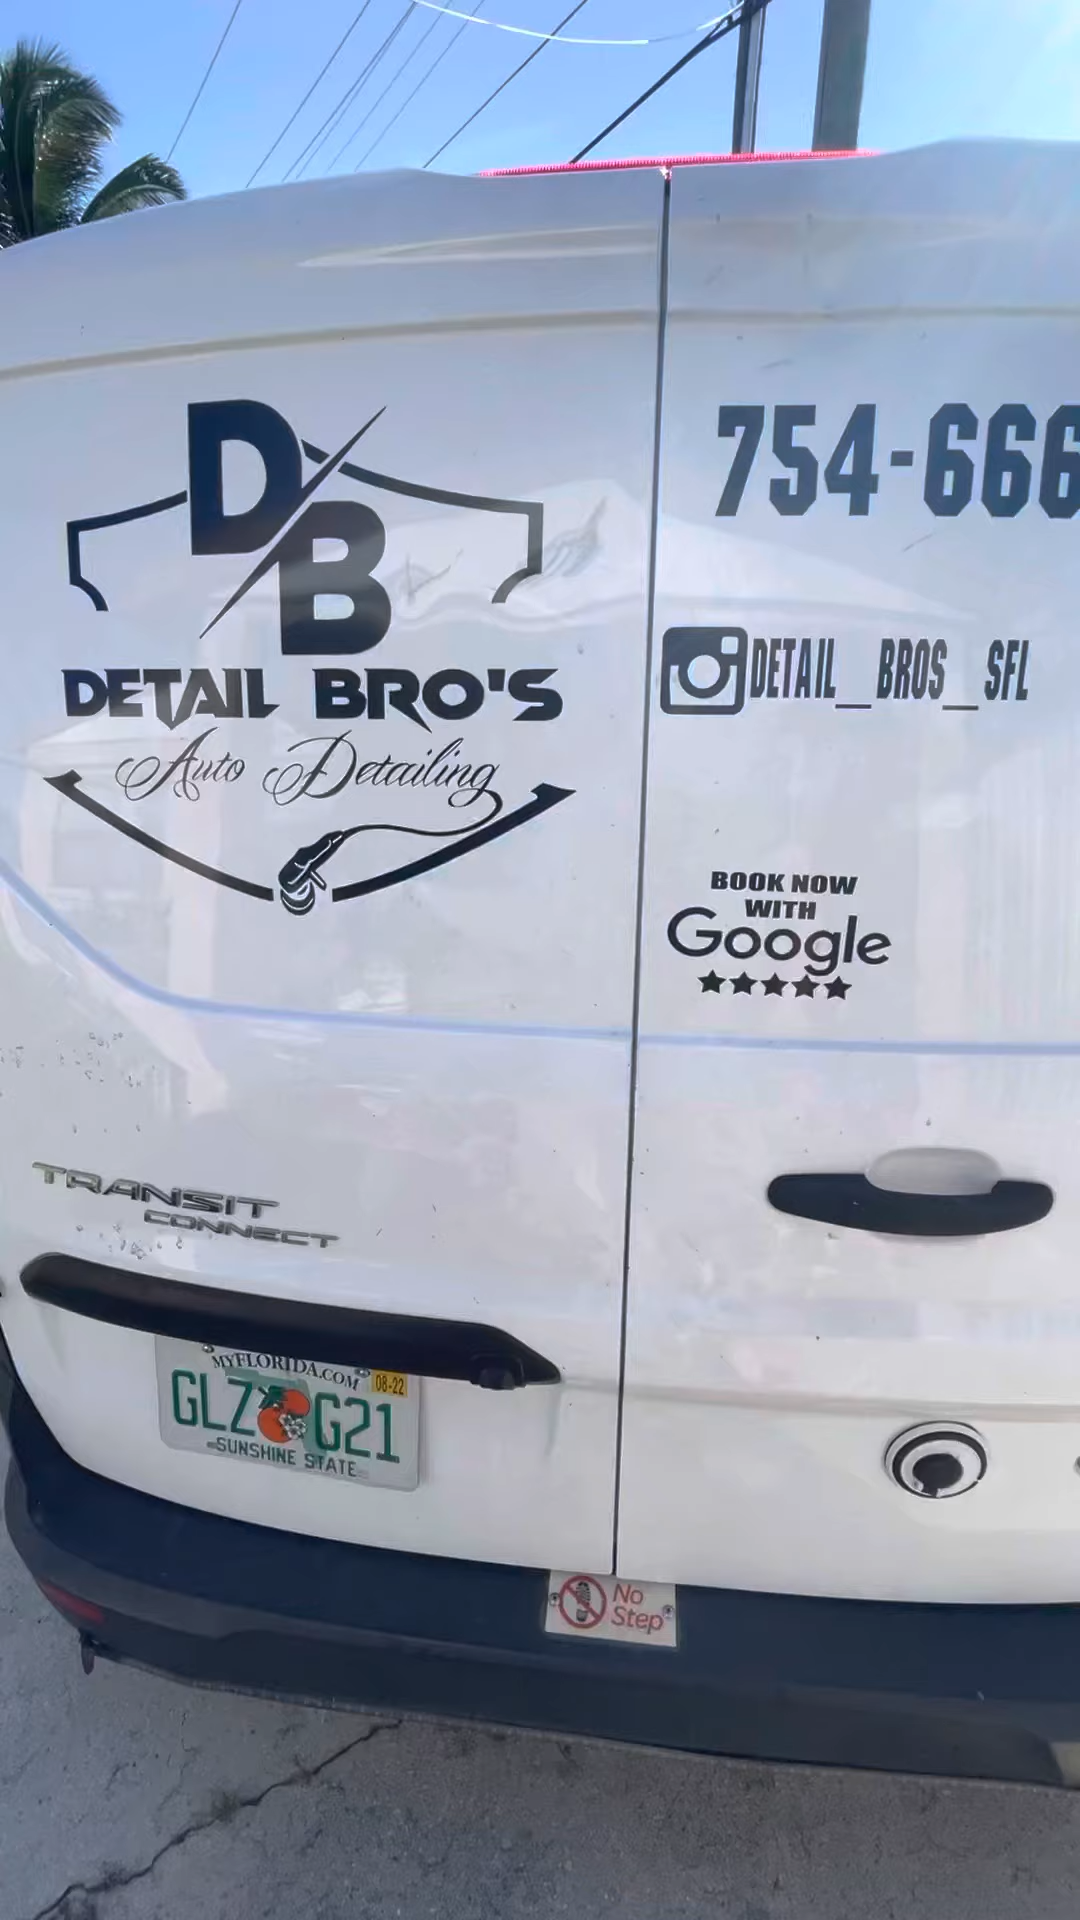 DB
DETAIL BRO'S
Auto Detailing
754-666
DETAIL_BROS_SFL
BOOK NOW
WITH
Google
TRANSIT
CONNECT
MYFLORIDA.COM
08-22
GLZ G21
SUNSHINE STATE
No
Step